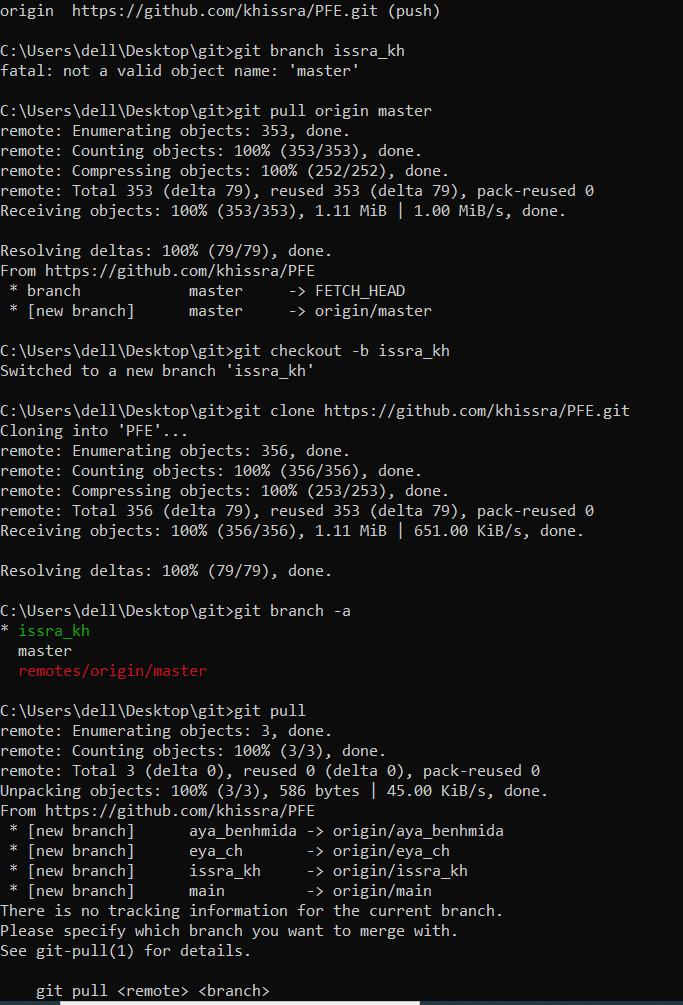 origin  https://github.com/khissra/PFE.git (push)
C:\Users\dell\Desktop\git>git branch issra_kh
fatal: not a valid object name: 'master'
C:\Users\dell\Desktop\git>git pull origin master
remote: Enumerating objects: 353, done.
remote: Counting objects: 100% (353/353), done.
remote: Compressing objects: 100% (252/252), done.
remote: Total 353 (delta 79), reused 353 (delta 79), pack-reused 0
Receiving objects: 100% (353/353), 1.11 MiB | 1.00 MiB/s, done.
Resolving deltas: 100% (79/79), done.
From https://github.com/khissra/PFE
 * branch            master     -> FETCH_HEAD
 * [new branch]      master     -> origin/master
C:\Users\dell\Desktop\git>git checkout -b issra_kh
Switched to a new branch 'issra_kh'
C:\Users\dell\Desktop\git>git clone https://github.com/khissra/PFE.git
Cloning into 'PFE'...
remote: Enumerating objects: 356, done.
remote: Counting objects: 100% (356/356), done.
remote: Compressing objects: 100% (253/253), done.
remote: Total 356 (delta 79), reused 353 (delta 79), pack-reused 0
Receiving objects: 100% (356/356), 1.11 MiB | 651.00 KiB/s, done.
Resolving deltas: 100% (79/79), done.
C:\Users\dell\Desktop\git>git branch -a
* issra_kh
  master
  remotes/origin/master
C:\Users\dell\Desktop\git>git pull
remote: Enumerating objects: 3, done.
remote: Counting objects: 100% (3/3), done.
remote: Total 3 (delta 0), reused 0 (delta 0), pack-reused 0
Unpacking objects: 100% (3/3), 586 bytes | 45.00 KiB/s, done.
From https://github.com/khissra/PFE
 * [new branch]      aya_benhmida -> origin/aya_benhmida
 * [new branch]      eya_ch       -> origin/eya_ch
 * [new branch]      issra_kh     -> origin/issra_kh
 * [new branch]      main         -> origin/main
There is no tracking information for the current branch.
Please specify which branch you want to merge with.
See git-pull(1) for details.
    git pull <remote> <branch>